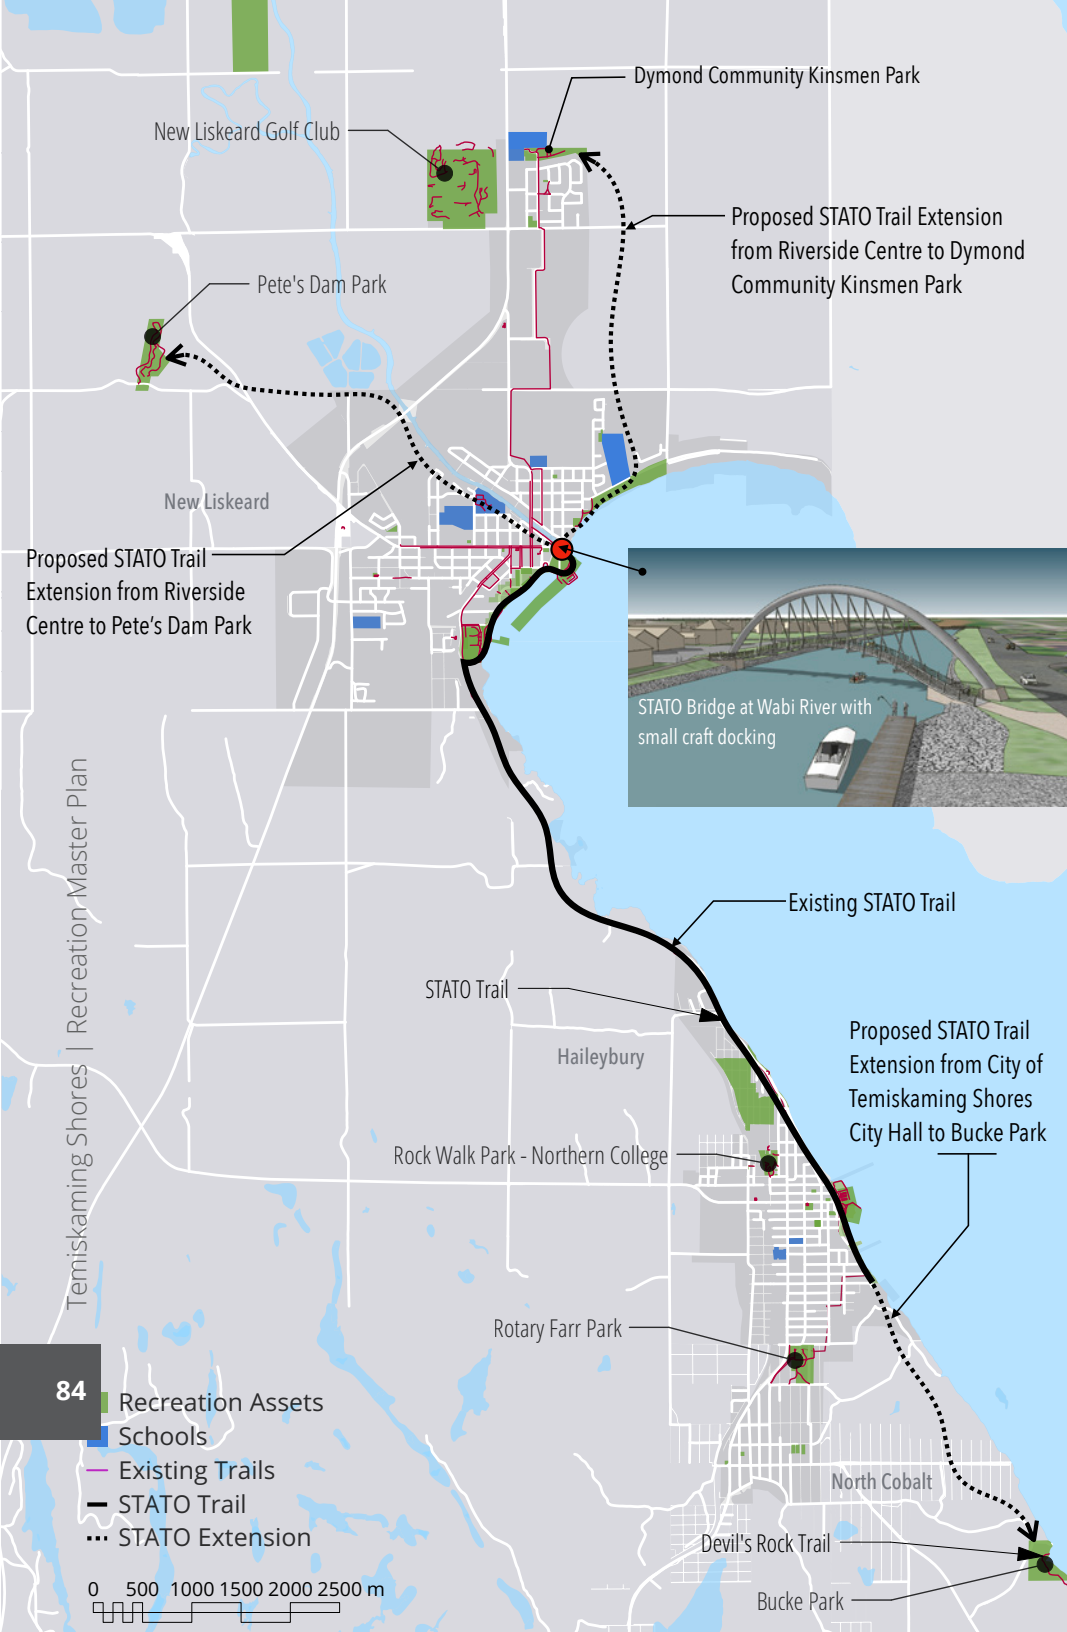 Dymond Community Kinsmen Park
New Liskeard Golf Club
Proposed STATO Trail Extension
from Riverside Centre to Dymond
Community Kinsmen Park
Pete's Dam Park
New Liskeard
Proposed STATO Trail
Extension from Riverside
Centre to Pete’s Dam Park
STATO Bridge at Wabi River with
small craft docking
Temiskaming Shores | Recreation Master Plan
Existing STATO Trail
STATO Trail
Haileybury
Proposed STATO Trail
Extension from City of
Temiskaming Shores
City Hall to Bucke Park
Rock Walk Park - Northern College
Rotary Farr Park
84
Recreation Assets
Schools
Existing Trails
STATO Trail
STATO Extension
North Cobalt
Devil's Rock Trail
Bucke Park
0 500 1000 1500 2000 2500 m